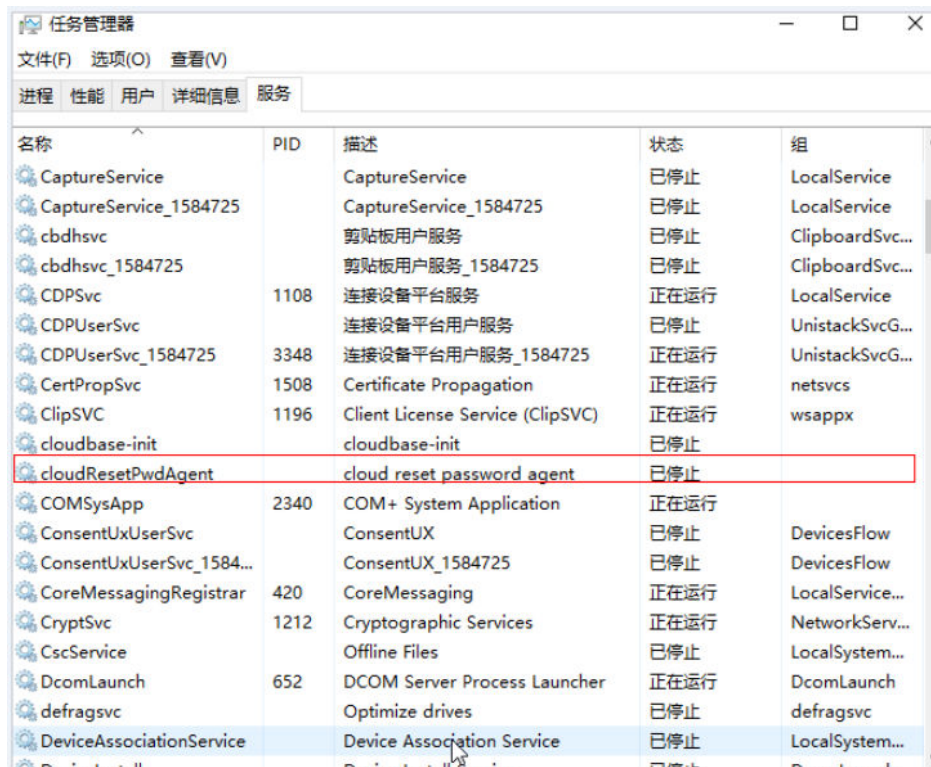 任务管理器
文件(F) 选项(O) 查看(V)
进程 性能 用户 详细信息 服务
名称 PID 描述 状态 组
CaptureService CaptureService 已停止 LocalService
CaptureService_1584725 CaptureService_1584725 已停止 LocalService
cbdhsvc 剪贴板用户服务 已停止 ClipboardSvc...
cbdhsvc_1584725 剪贴板用户服务_1584725 已停止 ClipboardSvc...
CDPSvc 1108 连接设备平台服务 正在运行 LocalService
CDPUserSvc 连接设备平台用户服务 已停止 UnistackSvcG...
CDPUserSvc_1584725 3348 连接设备平台用户服务_1584725 正在运行 UnistackSvcG...
CertPropSvc 1508 Certificate Propagation 正在运行 netsvcs
ClipSVC 1196 Client License Service (ClipSVC) 正在运行 wsappx
cloudbase-init cloudbase-init 已停止
cloudResetPwdAgent cloud reset password agent 已停止
COMSysApp 2340 COM+ System Application 正在运行
ConsentUxUserSvc ConsentUX 已停止 DevicesFlow
ConsentUxUserSvc_1584... ConsentUX_1584725 已停止 DevicesFlow
CoreMessagingRegistrar 420 CoreMessaging 正在运行 LocalService...
CryptSvc 1212 Cryptographic Services 正在运行 NetworkServ...
CscService Offline Files 已停止 LocalSystem...
DcomLaunch 652 DCOM Server Process Launcher 正在运行 DcomLaunch
defragsvc Optimize drives 已停止 defragsvc
DeviceAssociationService Device Association Service 已停止 LocalSystem...